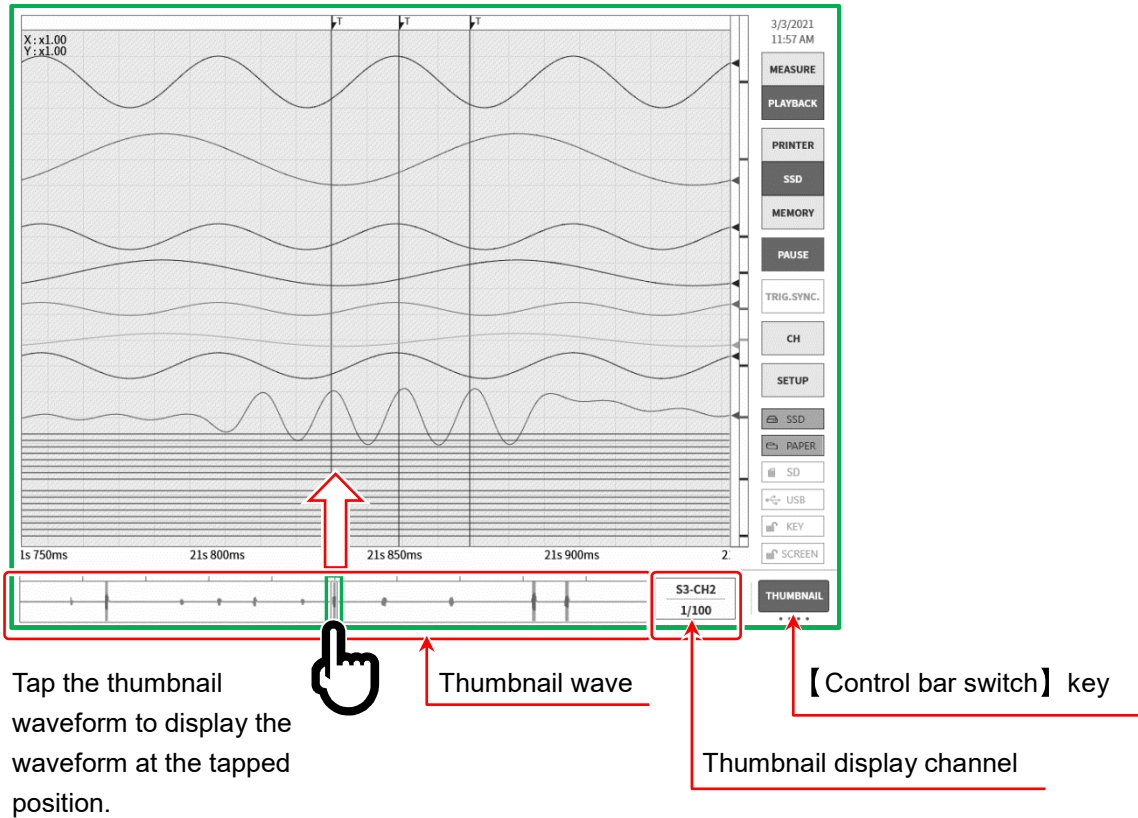 T
T
T
3/3/2021
11:57 AM
X:x1.00
Y:x1.00
MEASURE
PLAYBACK
PRINTER
SSD
MEMORY
PAUSE
TRIG.SYNC.
CH
SETUP
SSD
PAPER
SD
USB
KEY
SCREEN
1s 750ms
21s 800ms
21s 850ms
21s 900ms
2:
S3-CH2
1/100
THUMBNAIL
Tap the thumbnail
waveform to display the
waveform at the tapped
position.
Thumbnail wave
【Control bar switch】 key
Thumbnail display channel